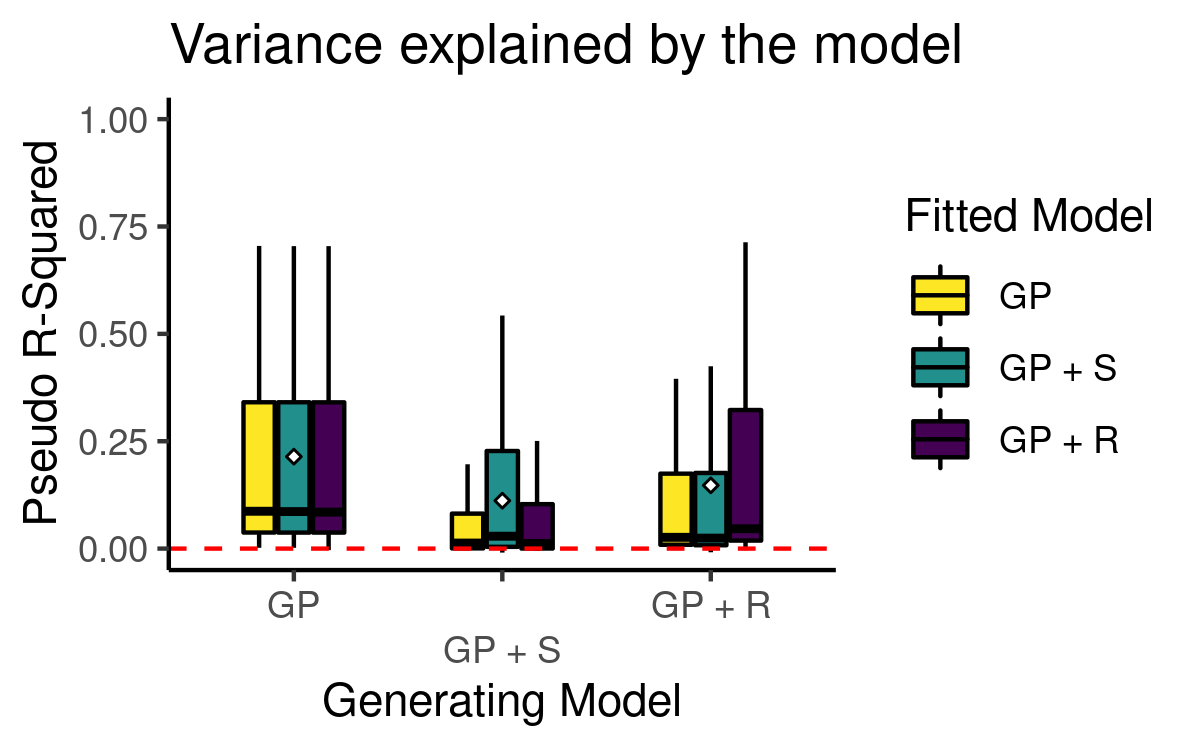 Variance explained by the model
Pseudo R-Squared
1.00
0.75
0.50
0.25
0.00
GP
GP + S
GP + R
Generating Model
Fitted Model
GP
GP + S
GP + R